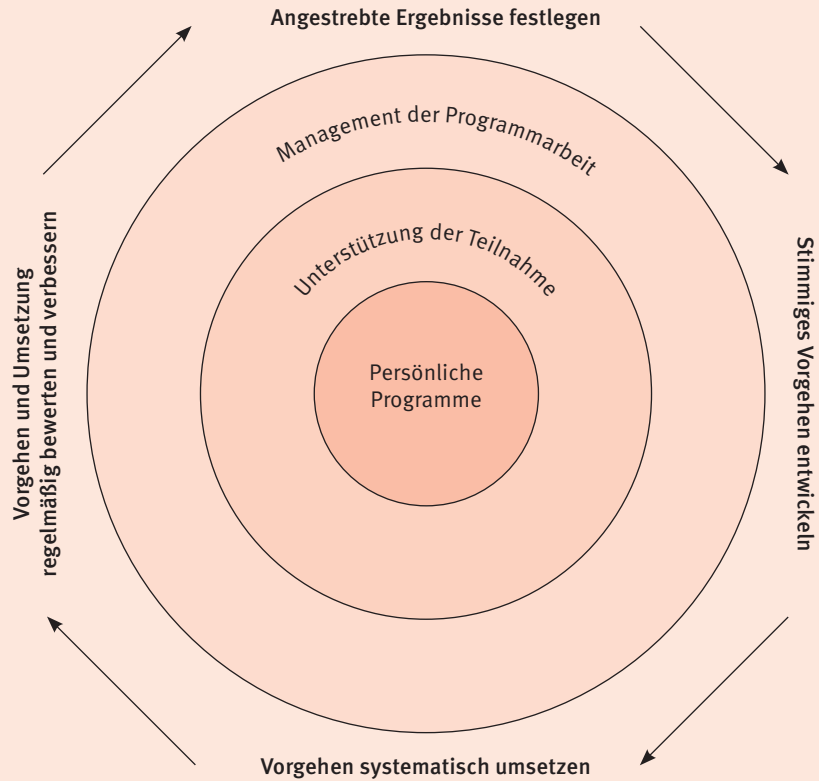 Angestrebte Ergebnisse festlegen
Management der Programmarbeit
Unterstützung der Teilnahme
Persönliche
Programme
Stimmiges Vorgehen entwickeln
Vorgehen systematisch umsetzen
Vorgehen und Umsetzung
regelmäßig bewerten und verbessern